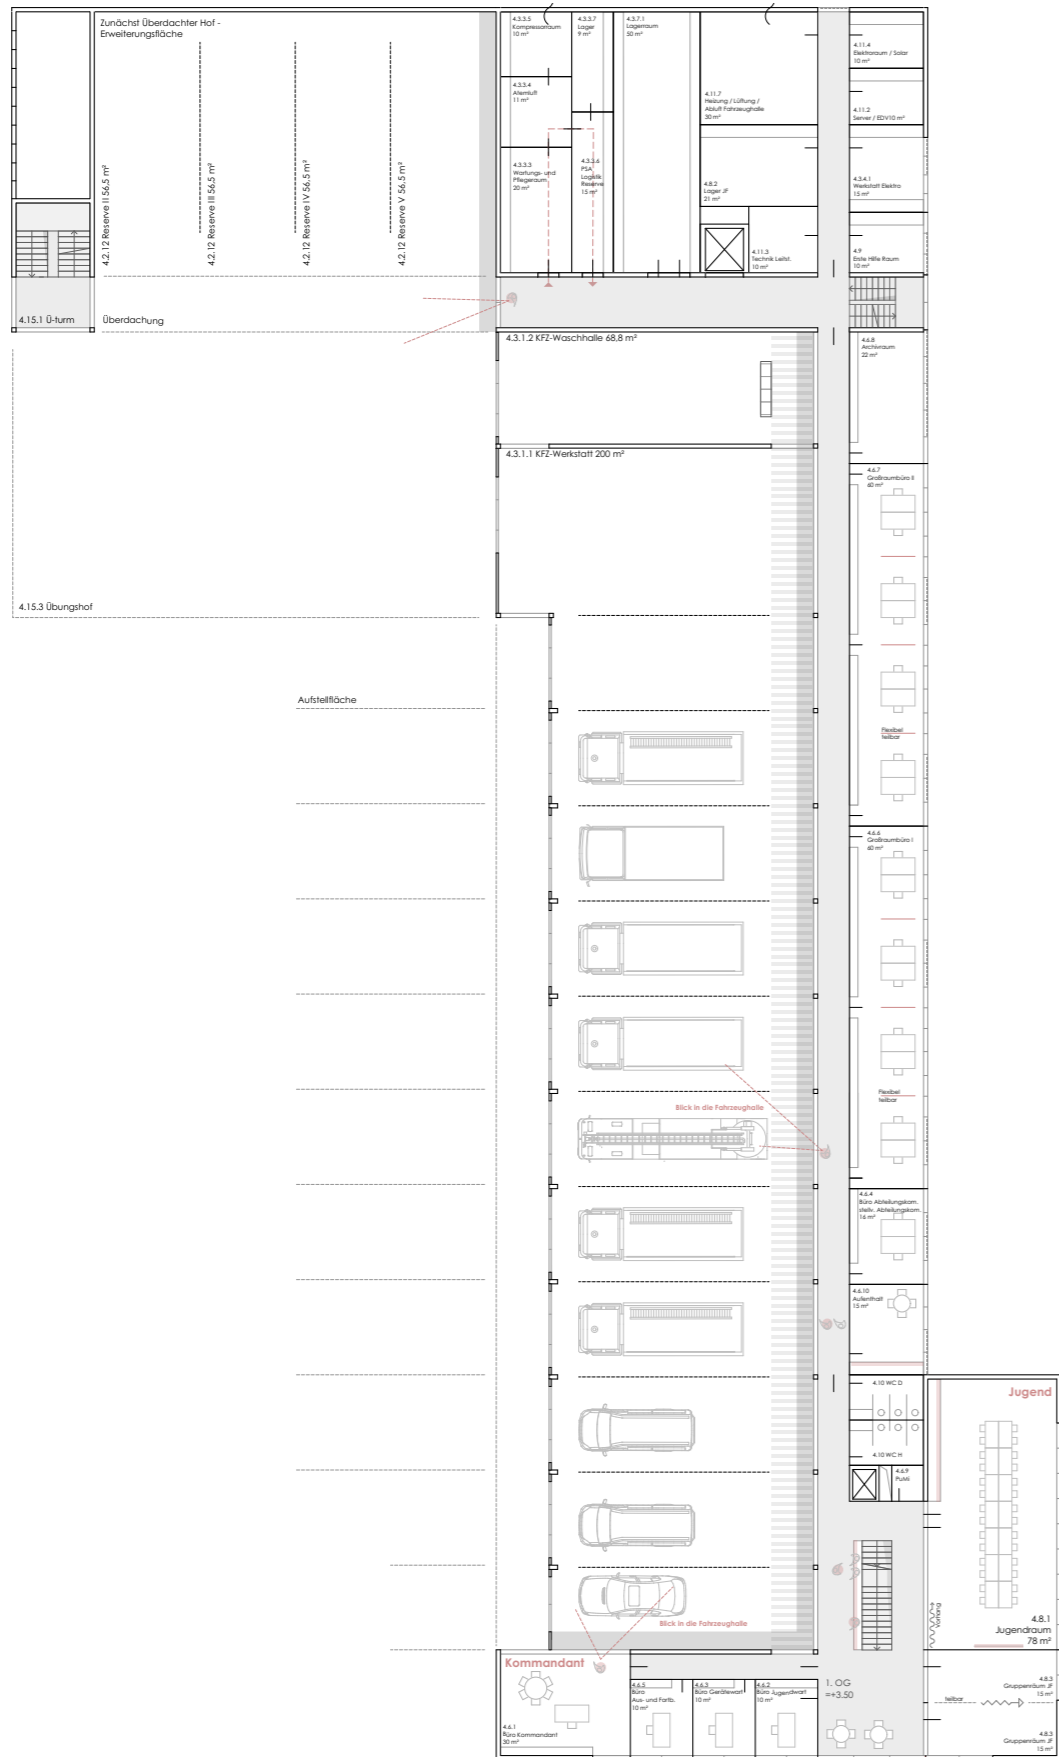 Zunächst Überdachter Hof -
Erweiterungsfläche
4.2.12 Reserve II 56,5 m²
4.2.12 Reserve III 56,5 m²
4.2.12 Reserve IV 56,5 m²
4.2.12 Reserve V 56,5 m²
4.3.3.5
Kompressorraum
10 m²
4.3.3.7
Lager
9 m²
4.3.7.1
Lagerraum
50 m²
4.3.3.4
Atemluft
11 m²
4.3.3.3
Wartungs- und
Pflegeraum
20 m²
4.3.3.6
PSA
Logistik
Reserve
15 m²
4.11.7
Heizung / Lüftung /
Abluft Fahrzeughalle
30 m²
4.8.2
Lager JF
21 m²
4.11.3
Technik Leitst.
10 m²
4.11.4
Elektroraum / Solar
10 m²
4.11.2
Server / EDV10 m²
4.3.4.1
Werkstatt Elektro
15 m²
4.9
Erste Hilfe Raum
10 m²
4.15.1 Ü-turm
Überdachung
4.3.1.2 KFZ-Waschhalle 68,8 m²
4.6.8
Archivraum
22 m²
4.3.1.1 KFZ-Werkstatt 200 m²
4.6.7
Großraumbüro II
60 m²
4.15.3 Übungshof
Aufstellfläche
Flexibel
teilbar
4.6.6
Großraumbüro I
60 m²
Flexibel
teilbar
Blick in die Fahrzeughalle
4.6.4
Büro Abteilungskom.
stellv. Abteilungskom.
16 m²
4.6.10
Aufenthalt
15 m²
4.10 WC D
4.10 WC H
4.6.9
PuMi
Jugend
Vorhang
4.8.1
Jugendraum
78 m²
Blick in die Fahrzeughalle
Kommandant
4.6.1
Büro Kommandant
30 m²
4.6.5
Büro
Aus- und Fortb.
10 m²
4.6.3
Büro Gerätewart
10 m²
4.6.2
Büro Jugendwart
10 m²
1. OG
=+3.50
4.8.3
Gruppenraum JF
15 m²
teilbar
4.8.3
Gruppenraum JF
15 m²